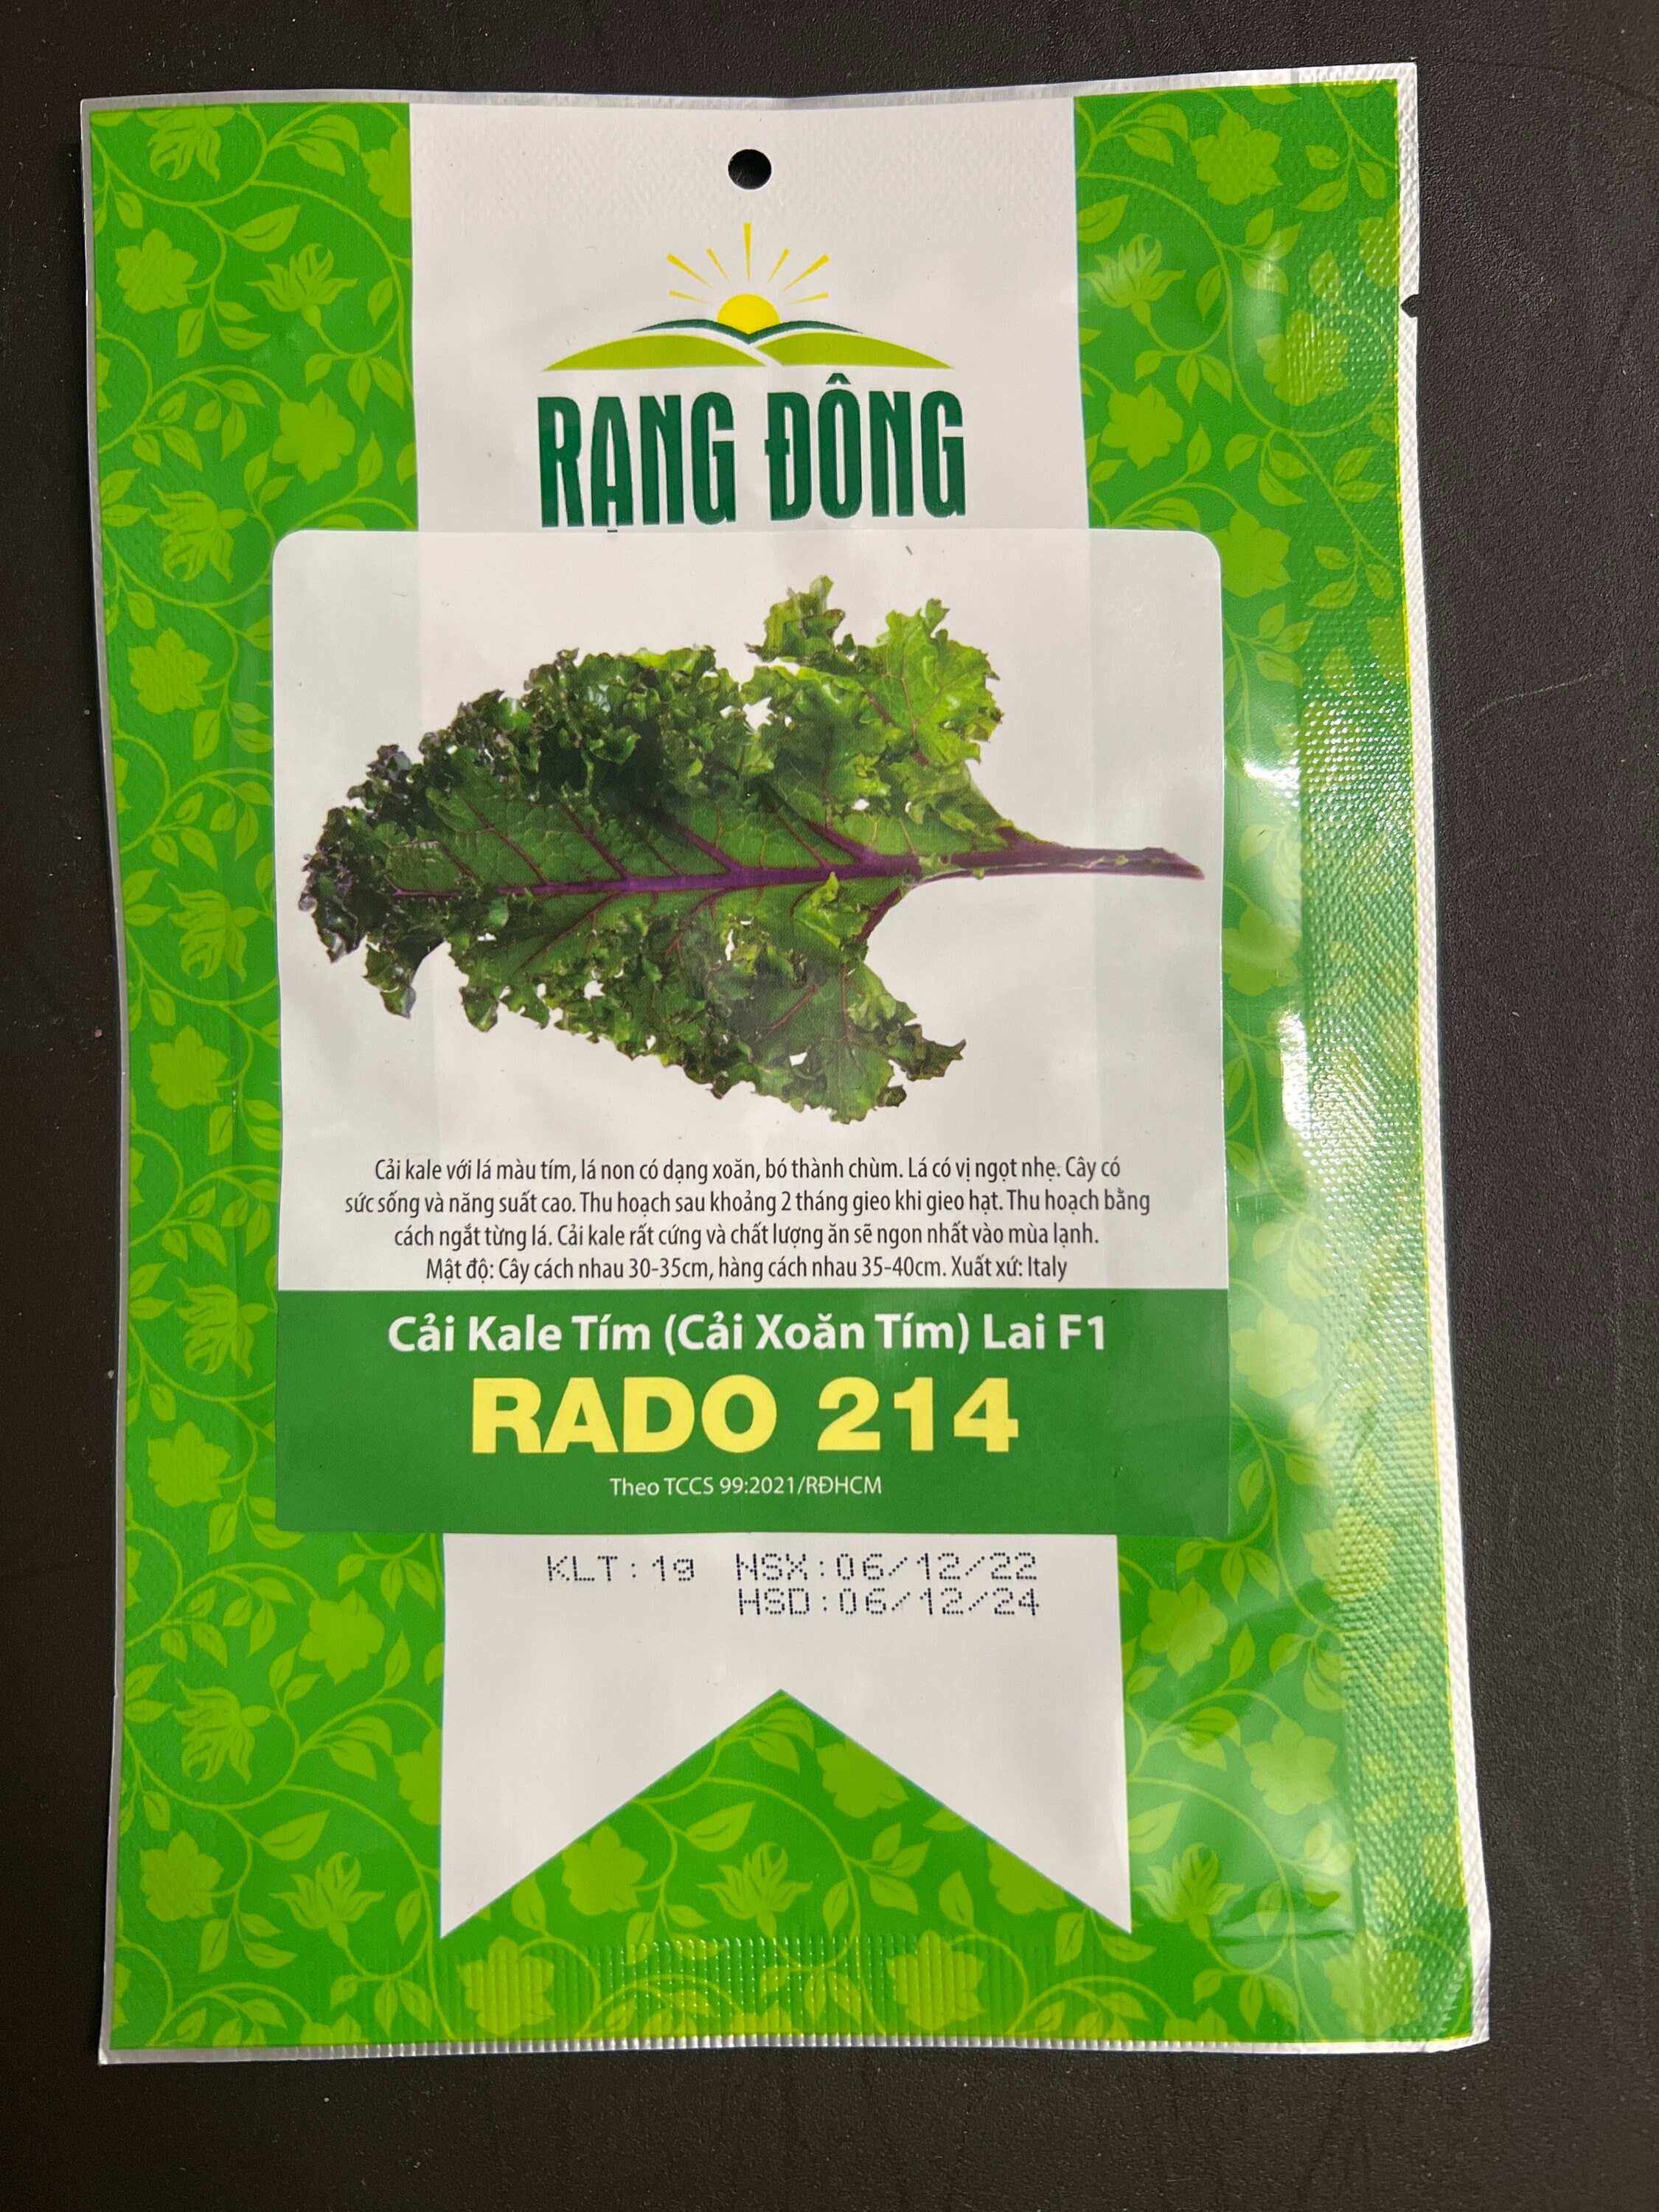 RẠNG ĐÔNG
Cải kale với lá màu tím, lá non có dạng xoăn, bó thành chùm. Lá có vị ngọt nhẹ. Cây có
sức sống và năng suất cao. Thu hoạch sau khoảng 2 tháng gieo khi gieo hạt. Thu hoạch bằng
cách ngắt từng lá. Cải kale rất cứng và chất lượng ăn sẽ ngon nhất vào mùa lạnh.
Mật độ: Cây cách nhau 30-35cm, hàng cách nhau 35-40cm. Xuất xứ: Italy
Cải Kale Tím (Cải Xoăn Tím) Lai F1
RADO 214
Theo TCCS 99:2021/RĐHCM
KLT:1g NSX:06/12/22
HSD:06/12/24